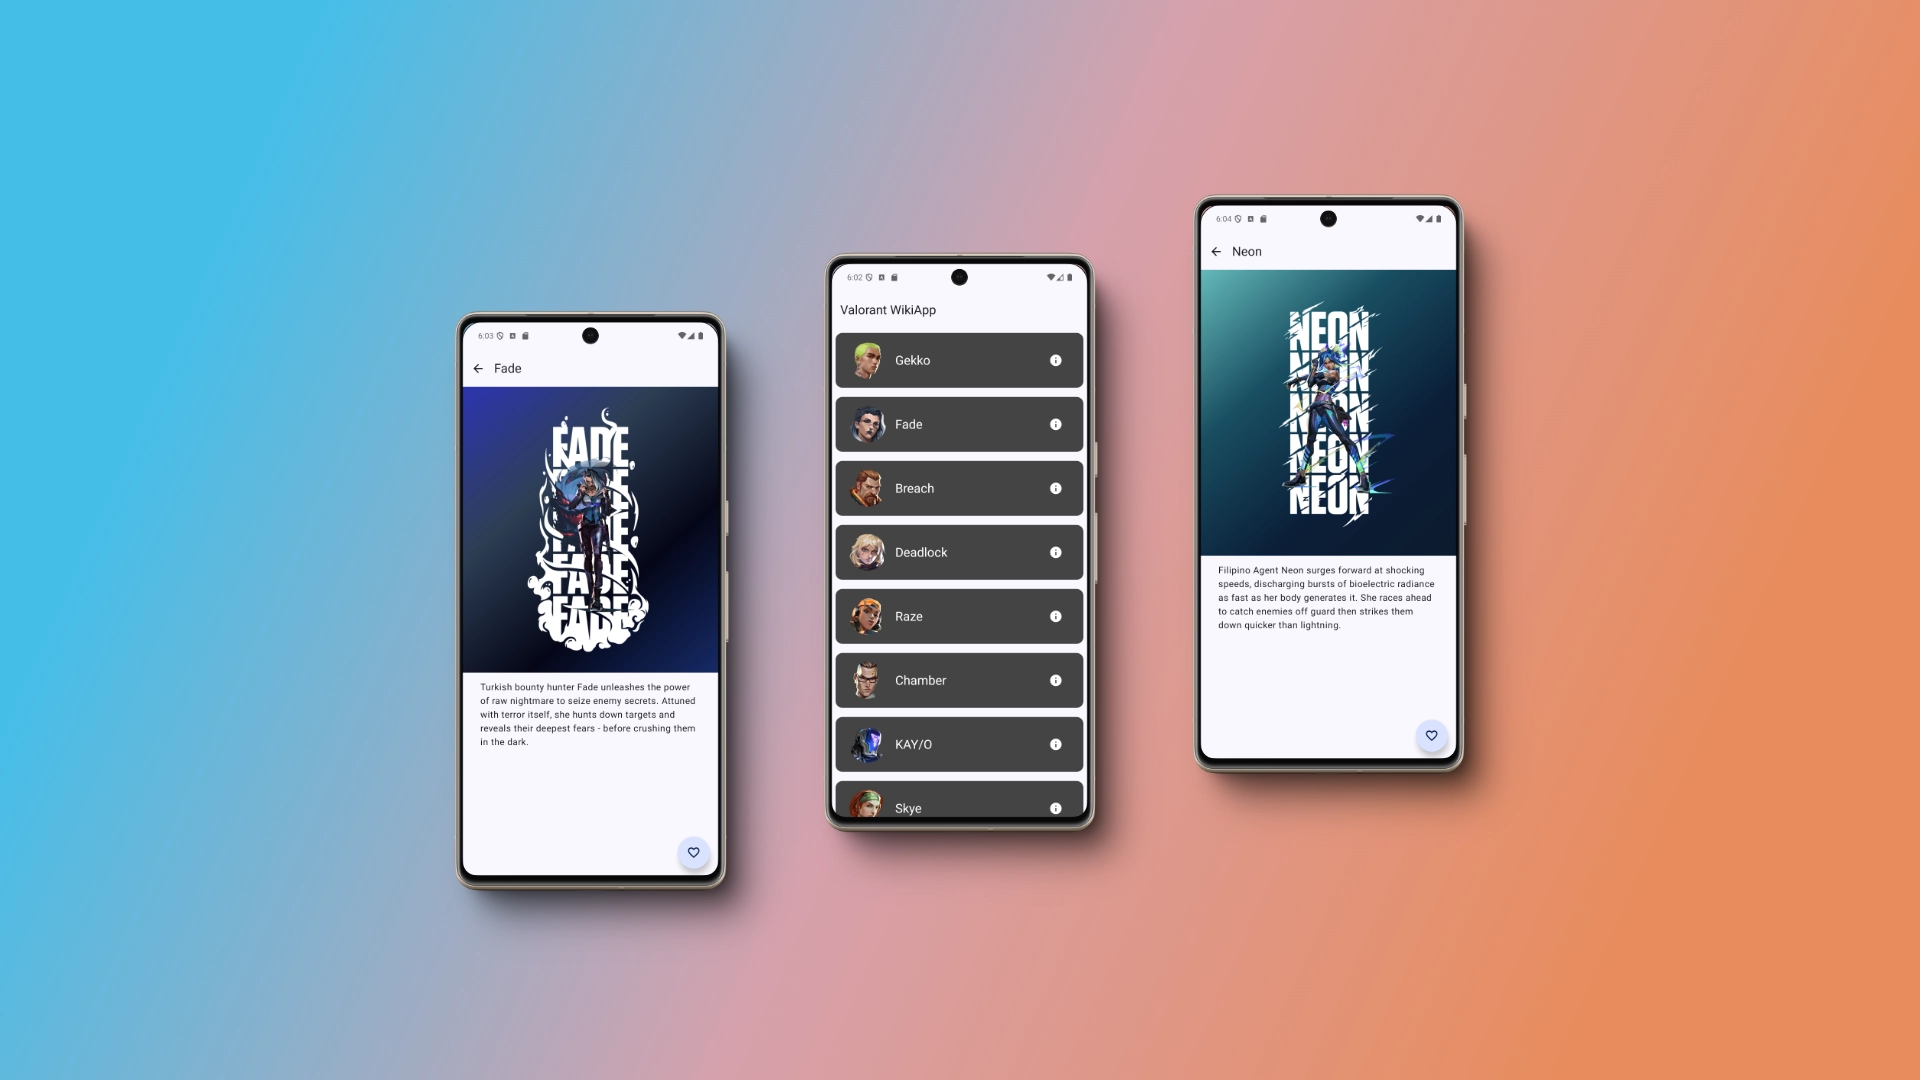 6:03
Fade
FADE
FADE
FADE
Turkish bounty hunter Fade unleashes the power
of raw nightmare to seize enemy secrets. Attuned
with terror itself, she hunts down targets and
reveals their deepest fears - before crushing them
in the dark.
6:02
Valorant WikiApp
Gekko
Fade
Breach
Deadlock
Raze
Chamber
KAY/O
Skye
6:04
Neon
NEON
NEON
NEON
NEON
NEON
Filipino Agent Neon surges forward at shocking
speeds, discharging bursts of bioelectric radiance
as fast as her body generates it. She races ahead
to catch enemies off guard then strikes them
down quicker than lightning.